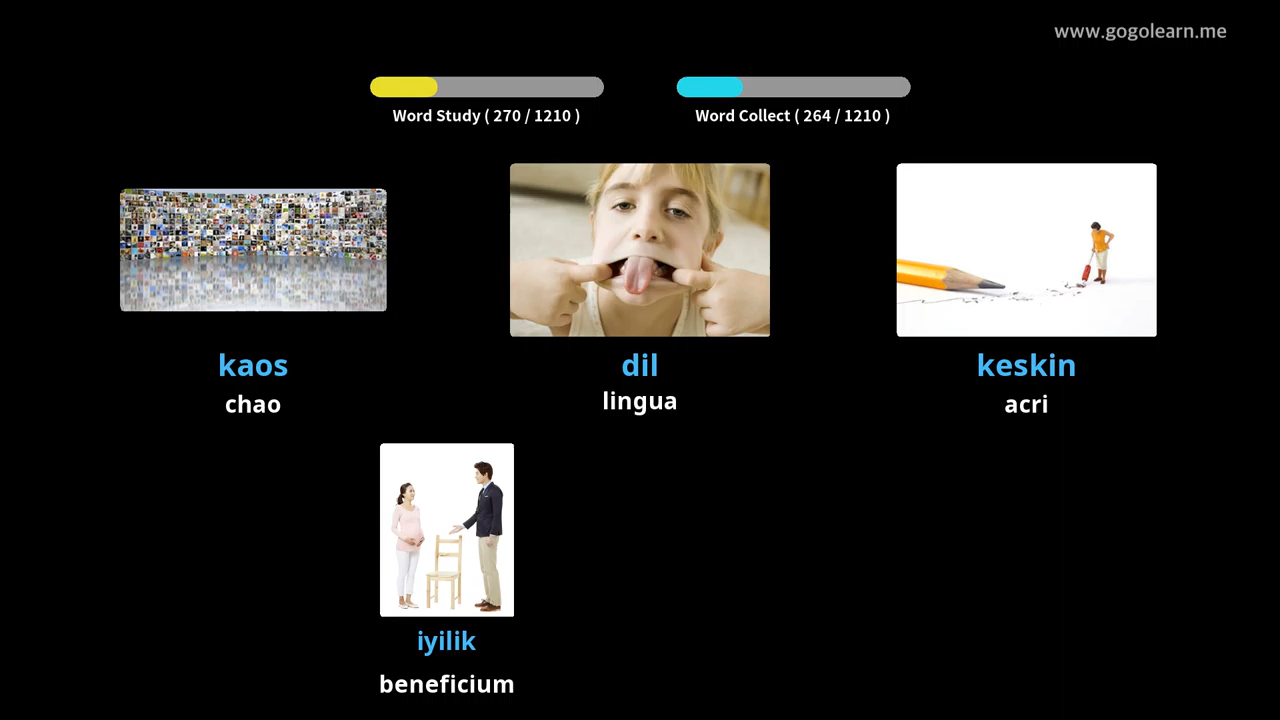 www.gogolearn.me
Word Study ( 270 / 1210 )
Word Collect ( 264 / 1210 )
kaos
chao
dil
lingua
keskin
acri
iyilik
beneficium